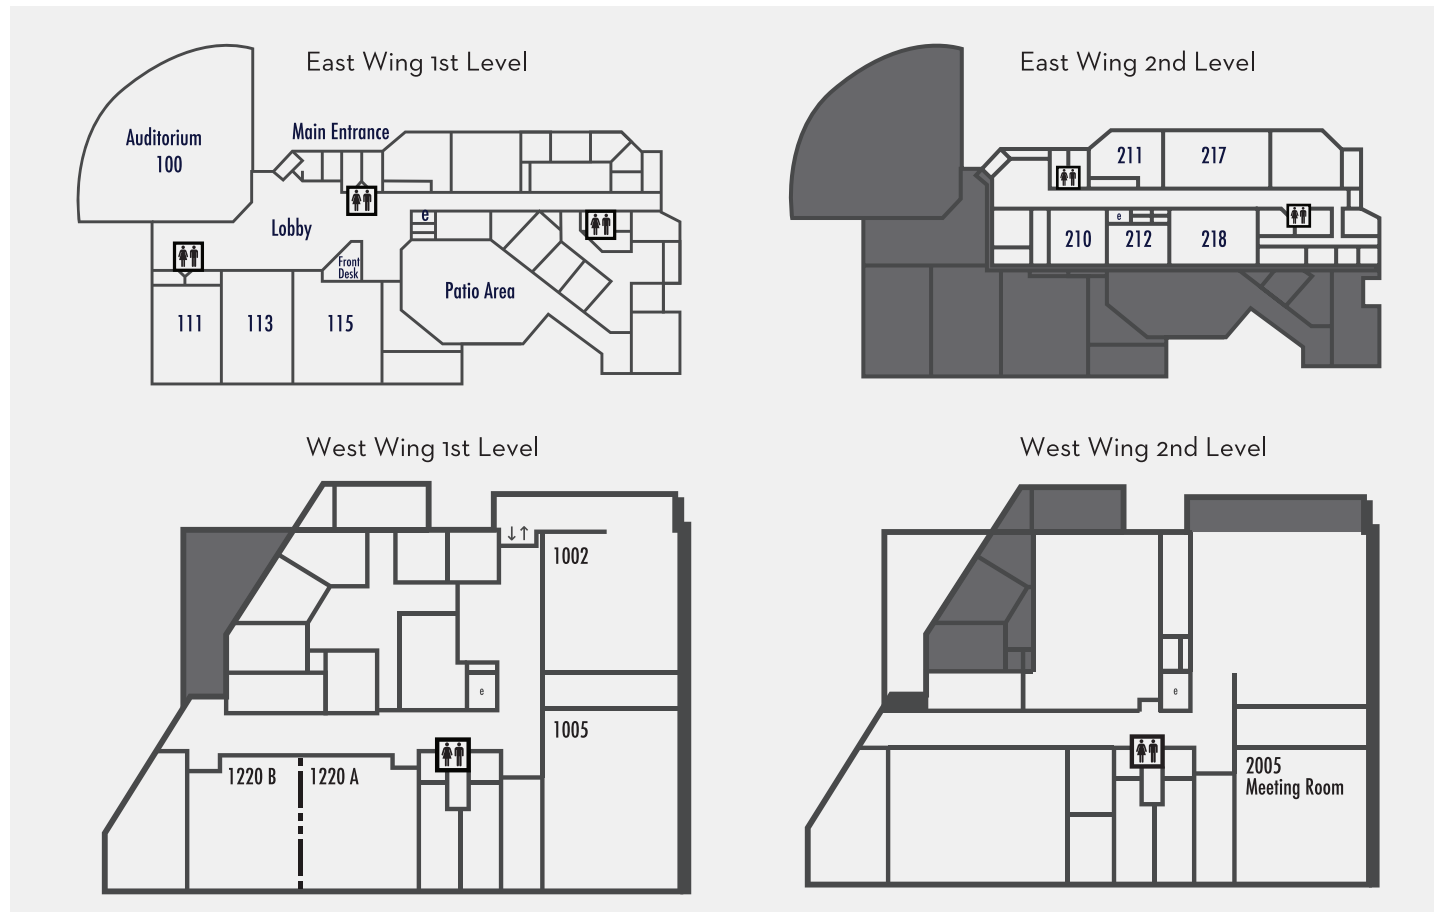 East Wing 1st Level
Auditorium
100
Main Entrance
Lobby
e
Front
Desk
Patio Area
111
113
115
East Wing 2nd Level
211
217
e
210
212
218
West Wing 1st Level
↓↑
1002
e
1005
1220 B
1220 A
West Wing 2nd Level
e
2005
Meeting Room